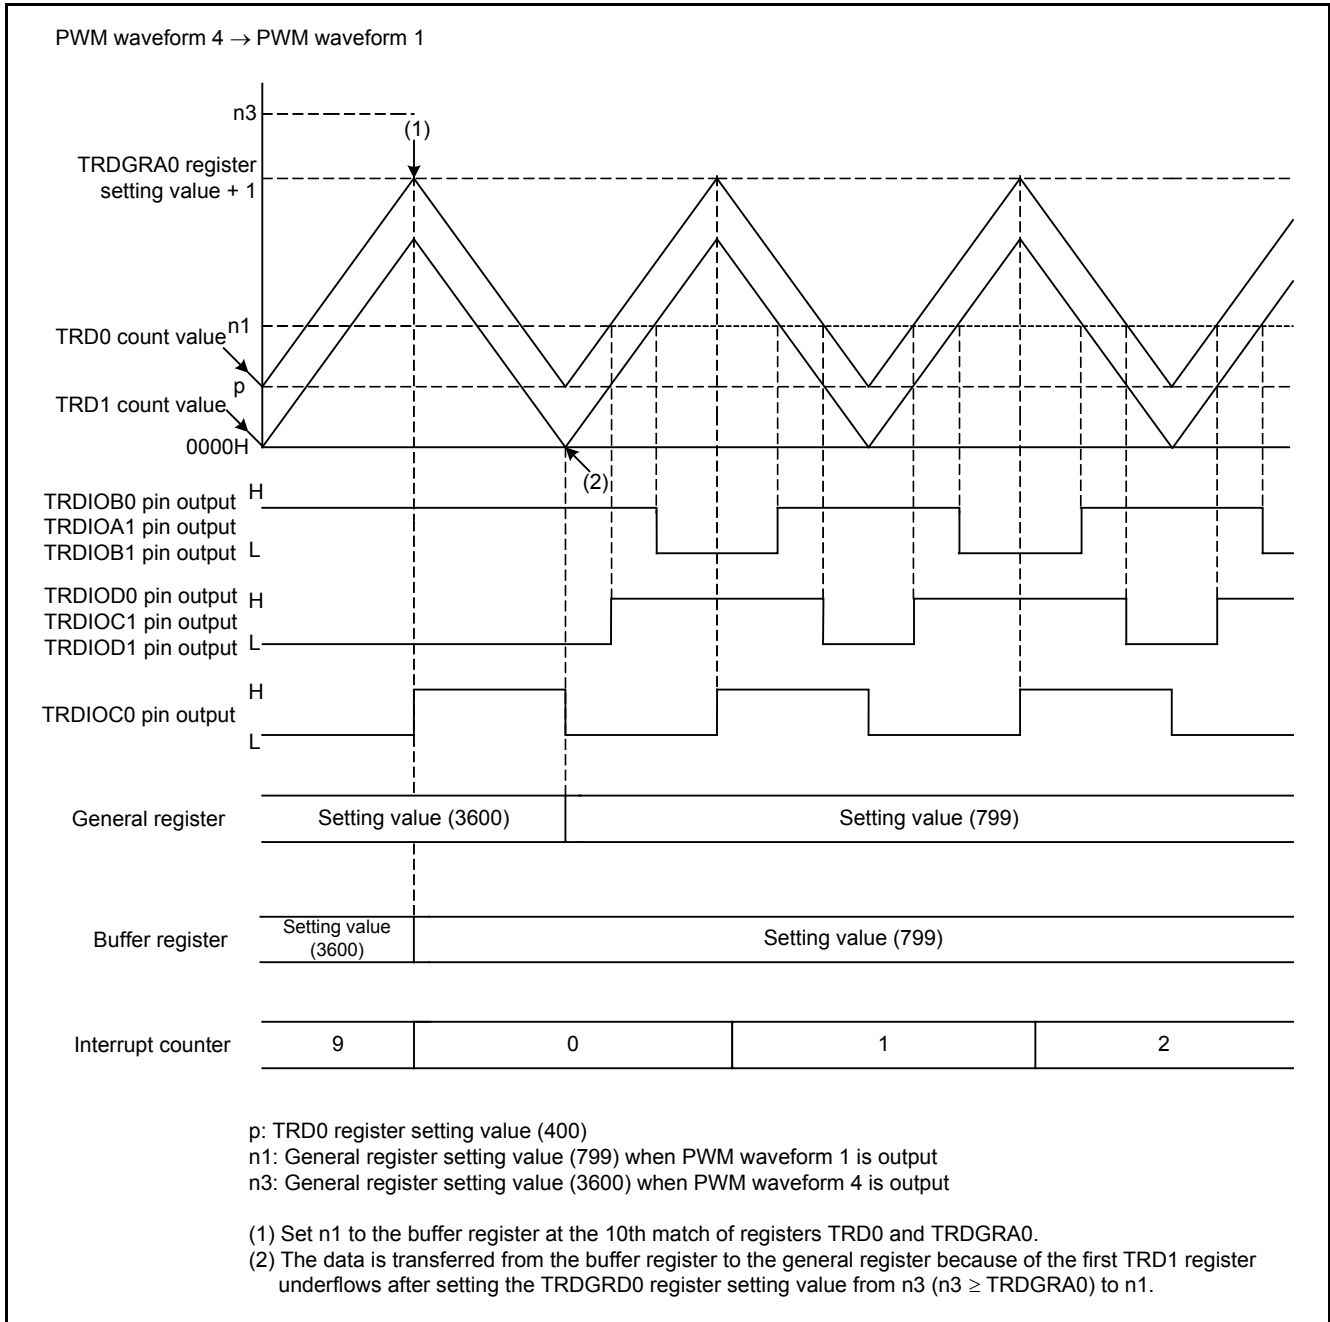 PWM waveform 4 → PWM waveform 1
n3
(1)
TRDGRA0 register
setting value + 1
n1
TRD0 count value
p
TRD1 count value
0000H
(2)
H
TRDIOB0 pin output
TRDIOA1 pin output
TRDIOB1 pin output
L
TRDIOD0 pin output
H
TRDIOC1 pin output
TRDIOD1 pin output
L
H
TRDIOC0 pin output
L
General register
Setting value (3600)
Setting value (799)
Buffer register
Setting value
(3600)
Setting value (799)
Interrupt counter
9
0
1
2
p: TRD0 register setting value (400)
n1: General register setting value (799) when PWM waveform 1 is output
n3: General register setting value (3600) when PWM waveform 4 is output
(1) Set n1 to the buffer register at the 10th match of registers TRD0 and TRDGRA0.
(2) The data is transferred from the buffer register to the general register because of the first TRD1 register
underflows after setting the TRDGRD0 register setting value from n3 (n3 ≥ TRDGRA0) to n1.